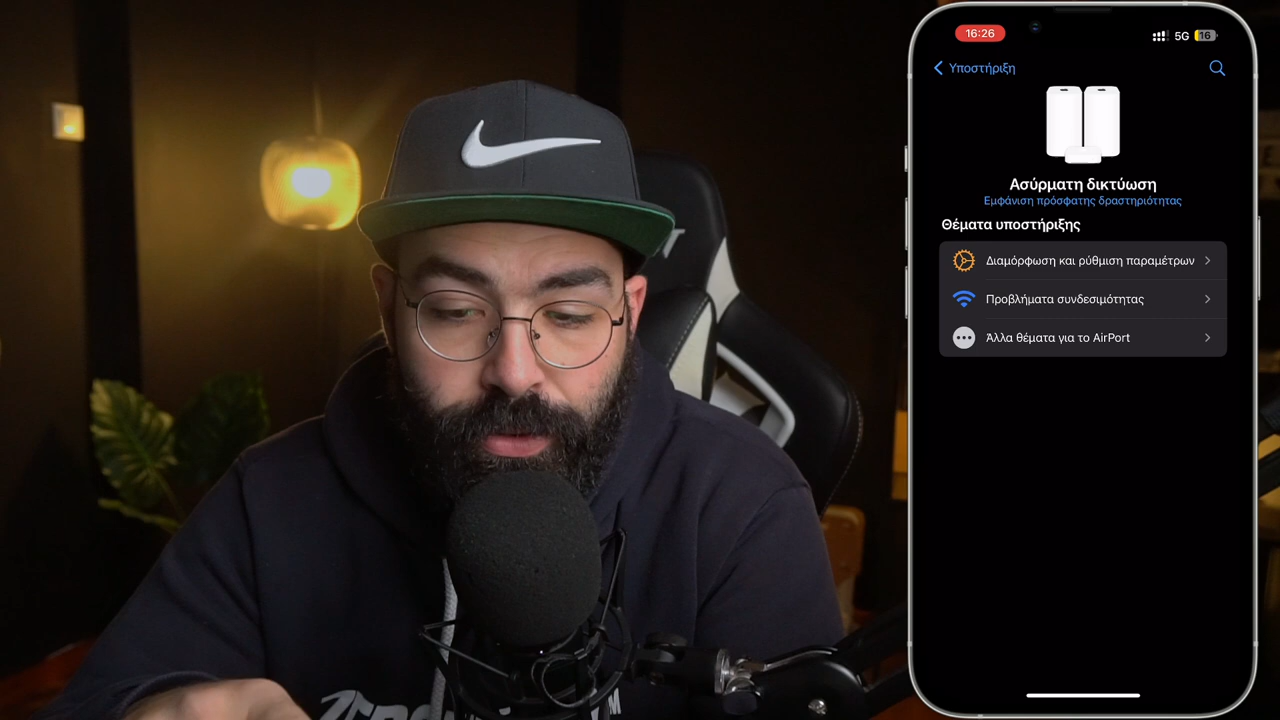 16:26
5G
16
Υποστήριξη
Ασύρματη δικτύωση
Εμφάνιση πρόσφατης δραστηριότητας
Θέματα υποστήριξης
Διαμόρφωση και ρύθμιση παραμέτρων
Προβλήματα συνδεσιμότητας
Άλλα θέματα για το AirPort